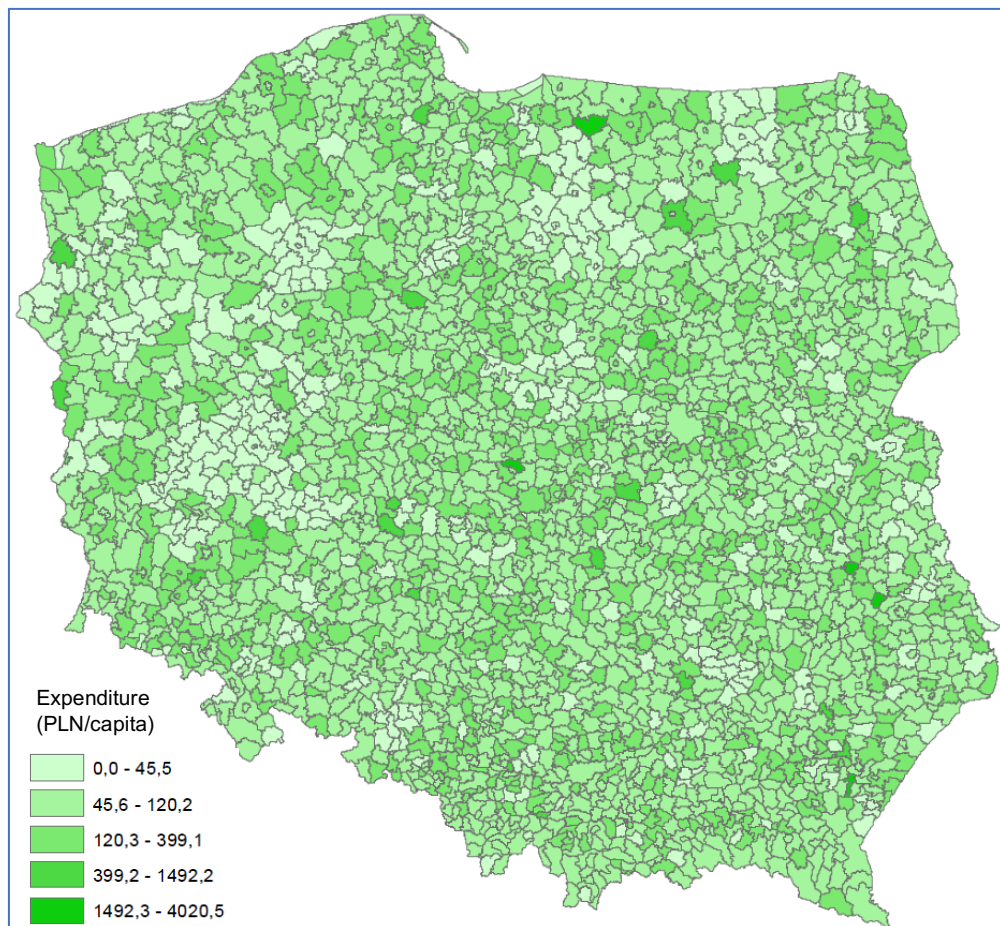 Expenditure
(PLN/capita)
0,0 - 45,5
45,6 - 120,2
120,3 - 399,1
399,2 - 1492,2
1492,3 - 4020,5